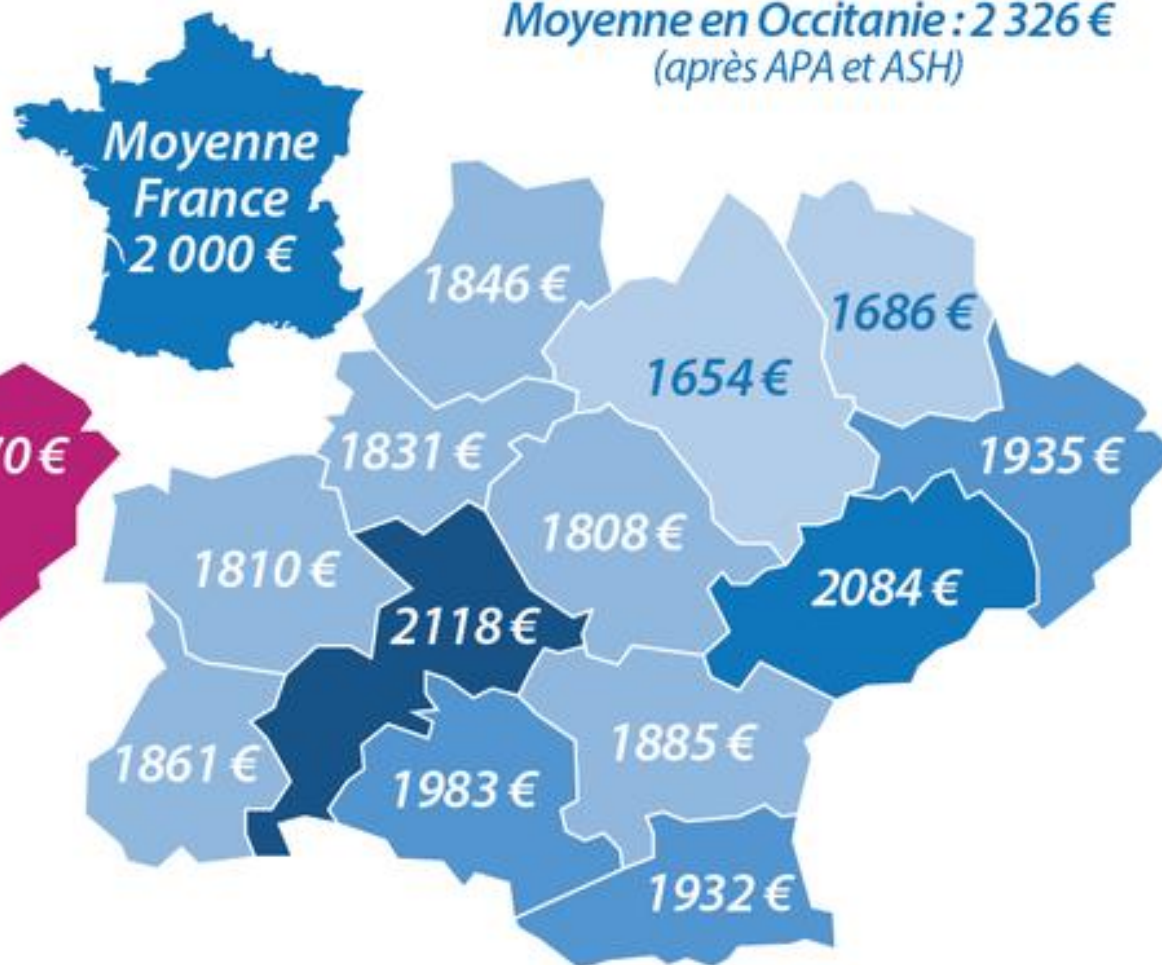 Moyenne en Occitanie : 2 326 €
(après APA et ASH)
Moyenne
France
2 000 €
1846 €
1686 €
1654 €
1831 €
1935 €
1808 €
1810 €
2084 €
2118 €
1885 €
1861 €
1983 €
1932 €